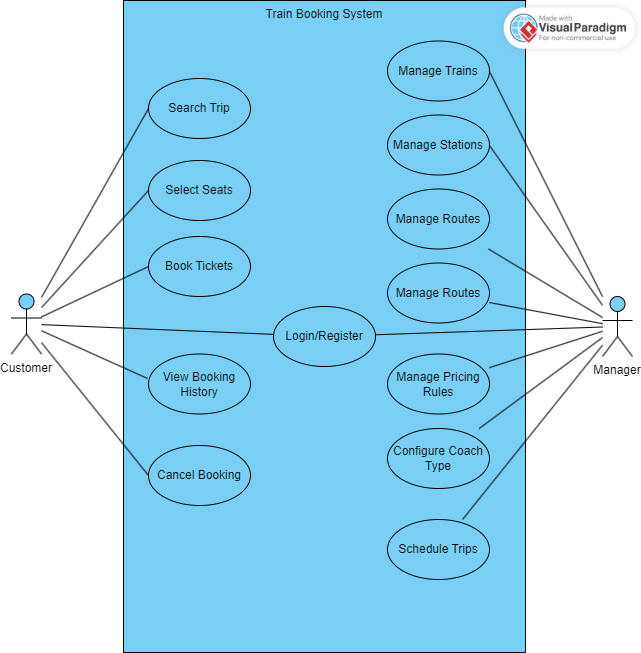 Train Booking System
Made with
VisualParadigm
For non-commercial use
Search Trip
Select Seats
Book Tickets
Login/Register
View Booking
History
Cancel Booking
Manage Trains
Manage Stations
Manage Routes
Manage Routes
Manage Pricing
Rules
Configure Coach
Type
Schedule Trips
Customer
Manager